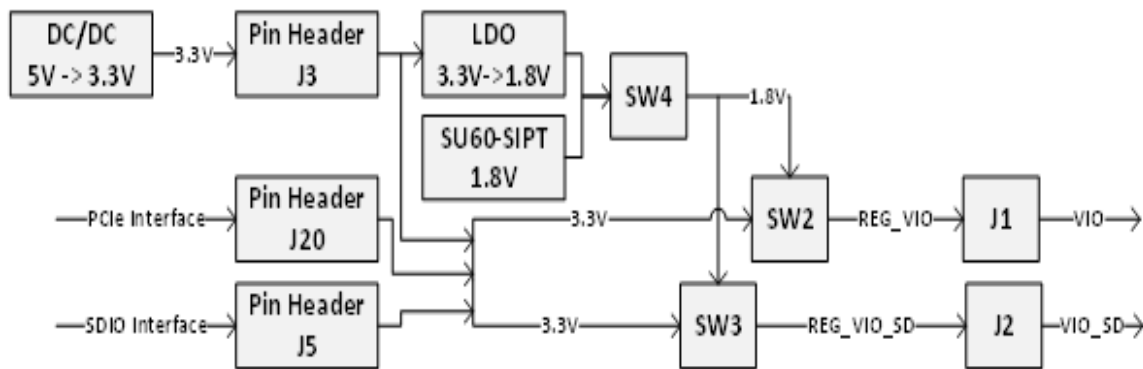 DC/DC
5V -> 3.3V
3.3V
Pin Header
J3
LDO
3.3V->1.8V
SW4
1.8V
SU60-SIPT
1.8V
PCIe Interface
Pin Header
J20
3.3V
SW2
REG_VIO
J1
VIO
SDIO Interface
Pin Header
J5
3.3V
SW3
REG_VIO_SD
J2
VIO_SD